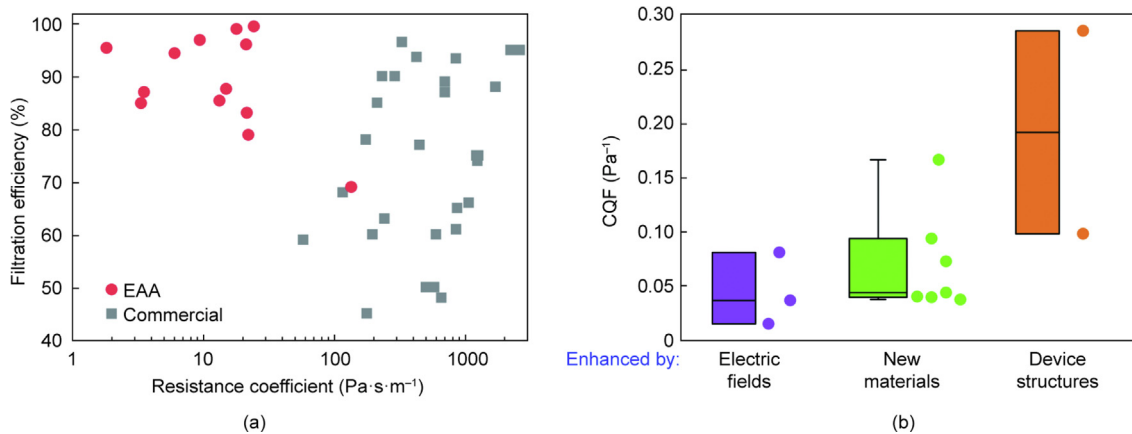 100
90
80
70
60
50
40
Filtration efficiency (%)
EAA
Commercial
1
10
100
1000
Resistance coefficient (Pa·s·m⁻¹)
(a)
0.30
0.25
0.20
0.15
0.10
0.05
0
CQF (Pa⁻¹)
Enhanced by:
Electric
fields
New
materials
Device
structures
(b)